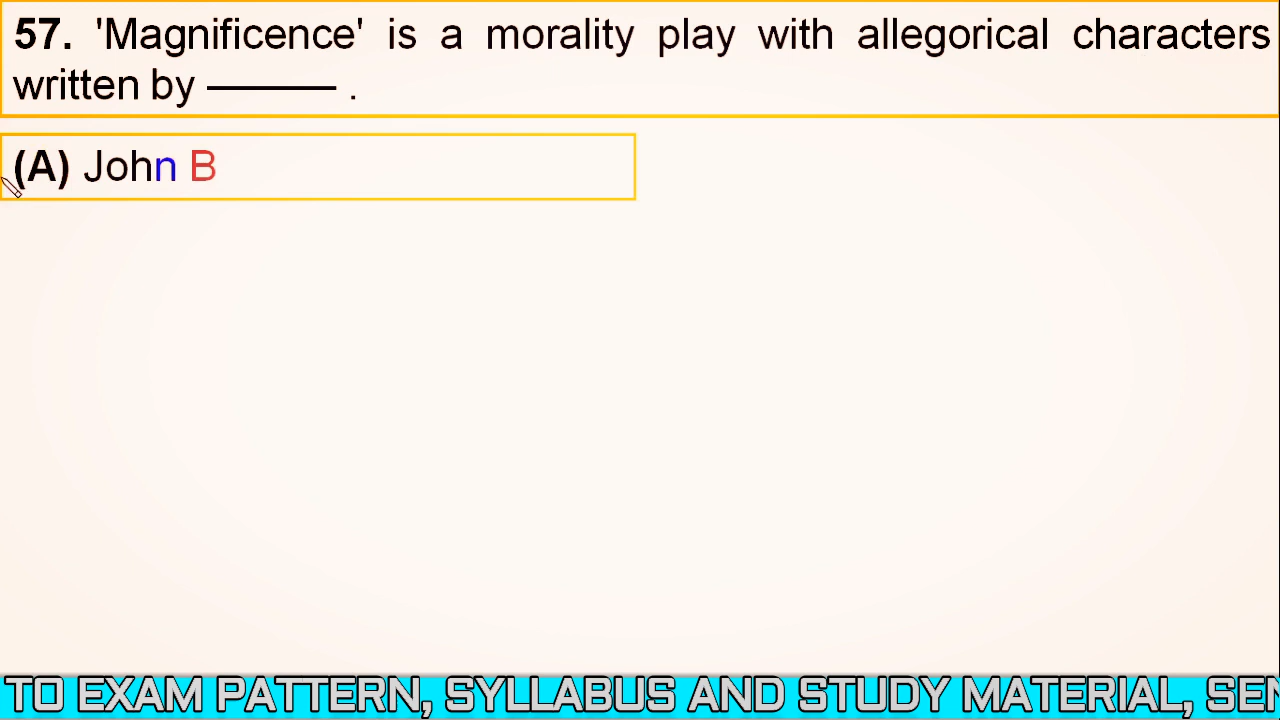 57. 'Magnificence' is a morality play with allegorical characters
written by ______ .
(A) John B
TO EXAM PATTERN, SYLLABUS AND STUDY MATERIAL, SEN